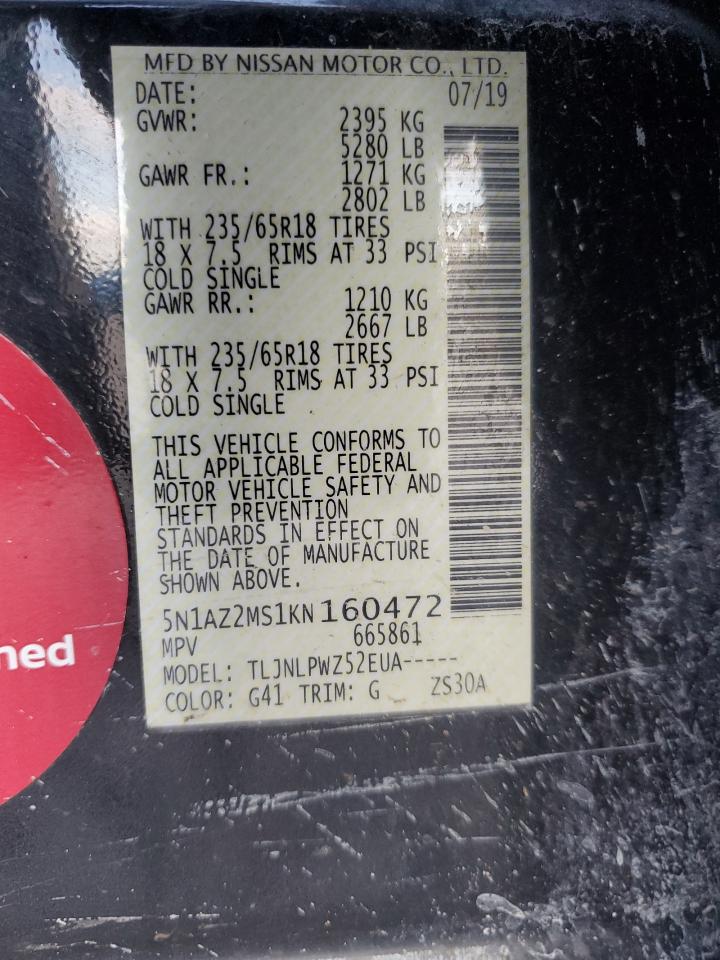 MFD BY NISSAN MOTOR CO., LTD.
DATE: 07/19
GVWR: 2395 KG
5280 LB
GAWR FR.: 1271 KG
2802 LB
WITH 235/65R18 TIRES
18 X 7.5 RIMS AT 33 PSI
COLD SINGLE
GAWR RR.: 1210 KG
2667 LB
WITH 235/65R18 TIRES
18 X 7.5 RIMS AT 33 PSI
COLD SINGLE
THIS VEHICLE CONFORMS TO
ALL APPLICABLE FEDERAL
MOTOR VEHICLE SAFETY AND
THEFT PREVENTION
STANDARDS IN EFFECT ON
THE DATE OF MANUFACTURE
SHOWN ABOVE.
5N1AZ2MS1KN160472
MPV 665861
MODEL: TLJNLPWZ52EUA-----
COLOR: G41 TRIM: G ZS30A
ned